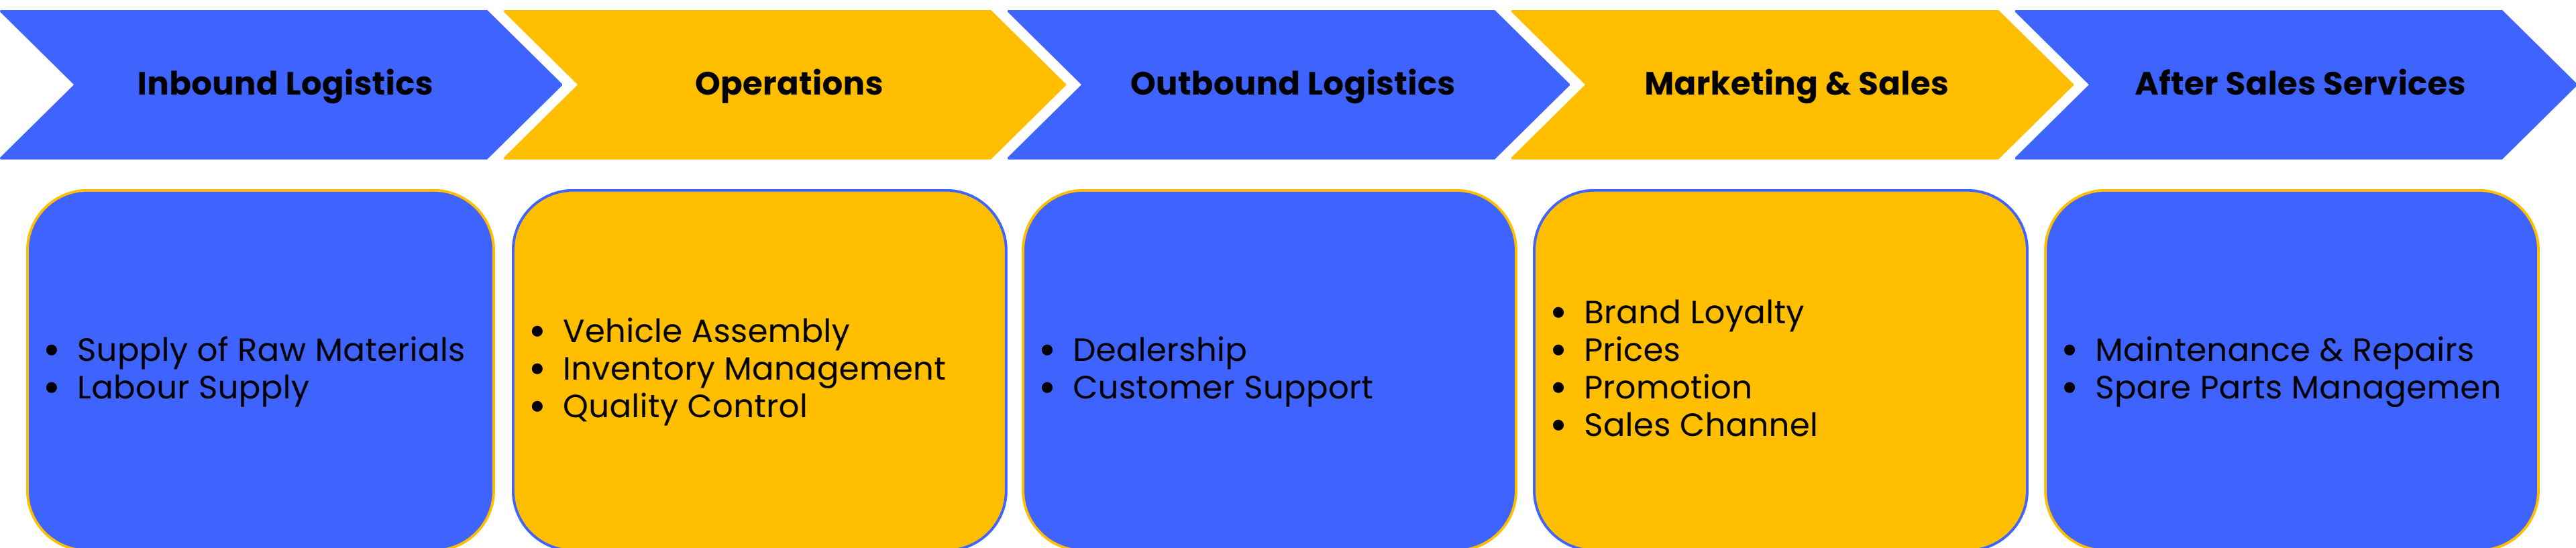 Inbound Logistics
Operations
Outbound Logistics
Marketing & Sales
After Sales Services
• Supply of Raw Materials
• Labour Supply
• Vehicle Assembly
• Inventory Management
• Quality Control
• Dealership
• Customer Support
• Brand Loyalty
• Prices
• Promotion
• Sales Channel
• Maintenance & Repairs
• Spare Parts Managemen